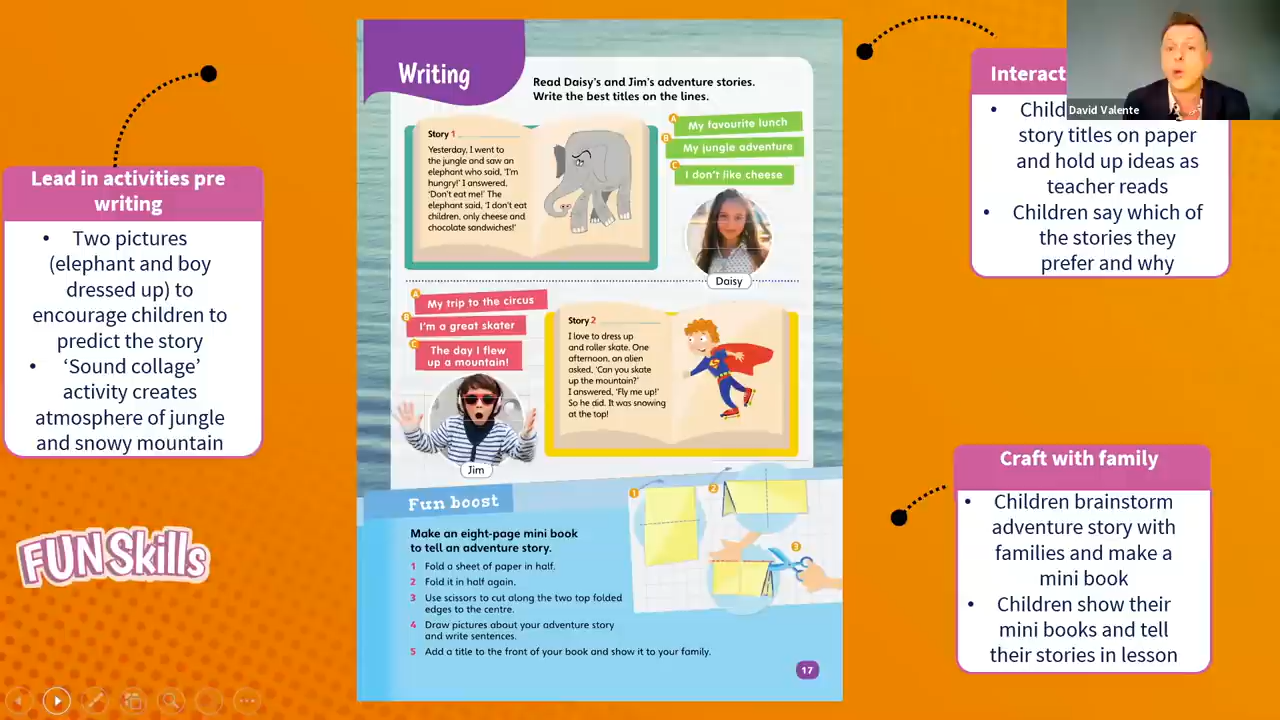 Lead in activities pre
writing
• Two pictures
(elephant and boy
dressed up) to
encourage children to
predict the story
• ‘Sound collage’
activity creates
atmosphere of jungle
and snowy mountain
FUN Skills
Writing
Read Daisy's and Jim's adventure stories.
Write the best titles on the lines.
Story 1
Yesterday, I went to
the jungle and saw an
elephant who said, 'I'm
hungry!' I answered,
'Don't eat me!' The
elephant said, 'I don't eat
children, only cheese and
chocolate sandwiches!'
A My favourite lunch
B My jungle adventure
C I don't like cheese
Daisy
A My trip to the circus
B I'm a great skater
C The day I flew
up a mountain!
Jim
Story 2
I love to dress up
and roller skate. One
afternoon, an alien
asked, 'Can you skate
up the mountain?'
I answered, 'Fly me up!'
So he did. It was snowing
at the top!
S
Fun boost
Make an eight-page mini book
to tell an adventure story.
1 Fold a sheet of paper in half.
2 Fold it in half again.
3 Use scissors to cut along the two top folded
edges to the centre.
4 Draw pictures about your adventure story
and write sentences.
5 Add a title to the front of your book and show it to your family.
1
2
3
17
David Valente
• story titles on paper
and hold up ideas as
teacher reads
• Children say which of
the stories they
prefer and why
Craft with family
• Children brainstorm
adventure story with
families and make a
mini book
• Children show their
mini books and tell
their stories in lesson